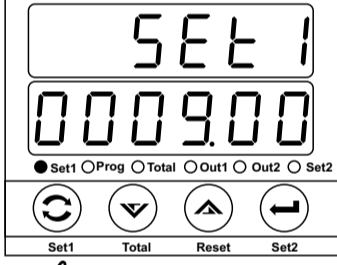 SEt 1
0009.00
Set1 Prog Total Out1 Out2 Set2
Set1 Total Reset Set2